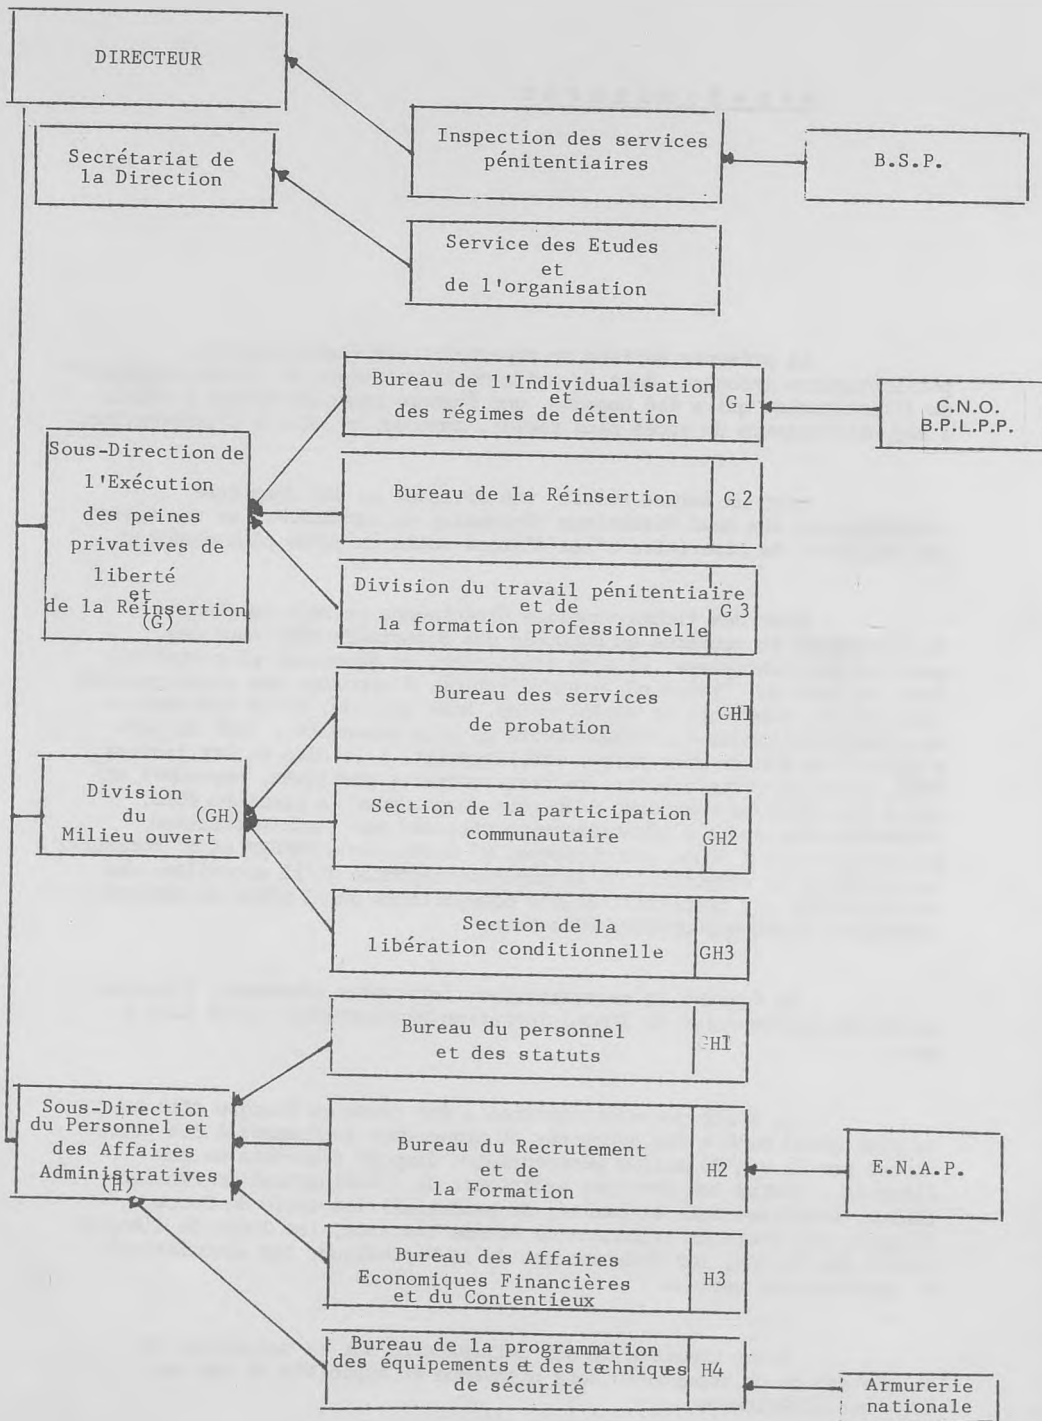 DIRECTEUR
Secrétariat de
la Direction
Inspection des services
pénitentiaires
B.S.P.
Service des Etudes
et
de l'organisation
Sous-Direction de
l'Exécution
des peines
privatives de
liberté
et
de la Réinsertion
(G)
Bureau de l'Individualisation
et
des régimes de détention
G 1
C.N.O.
B.P.L.P.P.
Bureau de la Réinsertion
G 2
Division du travail pénitentiaire
et de
la formation professionnelle
G 3
Division
du (GH)
Milieu ouvert
Bureau des services
de probation
GH1
Section de la participation
communautaire
GH2
Section de la
libération conditionnelle
GH3
Sous-Direction
du Personnel et
des Affaires
Administratives
(H)
Bureau du personnel
et des statuts
H1
Bureau du Recrutement
et de
la Formation
H2
E.N.A.P.
Bureau des Affaires
Economiques Financières
et du Contentieux
H3
Bureau de la programmation
des équipements et des techniques
de sécurité
H4
Armurerie
nationale